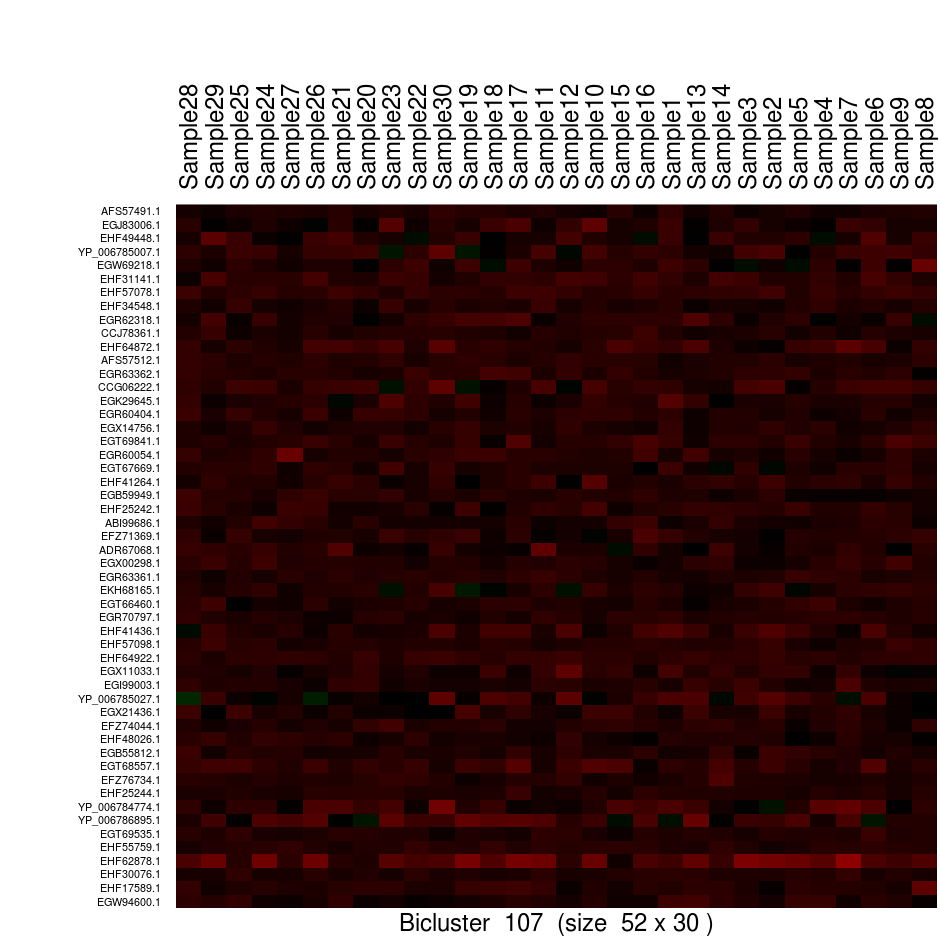 Sample28
Sample29
Sample25
Sample24
Sample27
Sample26
Sample21
Sample20
Sample23
Sample22
Sample30
Sample19
Sample18
Sample17
Sample11
Sample12
Sample10
Sample15
Sample16
Sample1
Sample13
Sample14
Sample3
Sample2
Sample5
Sample4
Sample7
Sample6
Sample9
Sample8
AFS57491.1
EGJ83006.1
EHF49448.1
YP_006785007.1
EGW69218.1
EHF31141.1
EHF57078.1
EHF34548.1
EGR62318.1
CCJ78361.1
EHF64872.1
AFS57512.1
EGR63362.1
CCG06222.1
EGK29645.1
EGR60404.1
EGX14756.1
EGT69841.1
EGR60054.1
EGT67669.1
EHF41264.1
EGB59949.1
EHF25242.1
ABI99686.1
EFZ71369.1
ADR67068.1
EGX00298.1
EGR63361.1
EKH68165.1
EGT66460.1
EGR70797.1
EHF41436.1
EHF57098.1
EHF64922.1
EGX11033.1
EGI99003.1
YP_006785027.1
EGX21436.1
EFZ74044.1
EHF48026.1
EGB55812.1
EGT68557.1
EFZ76734.1
EHF25244.1
YP_006784774.1
YP_006786895.1
EGT69535.1
EHF55759.1
EHF62878.1
EHF30076.1
EHF17589.1
EGW94600.1
Bicluster 107 (size 52 x 30 )